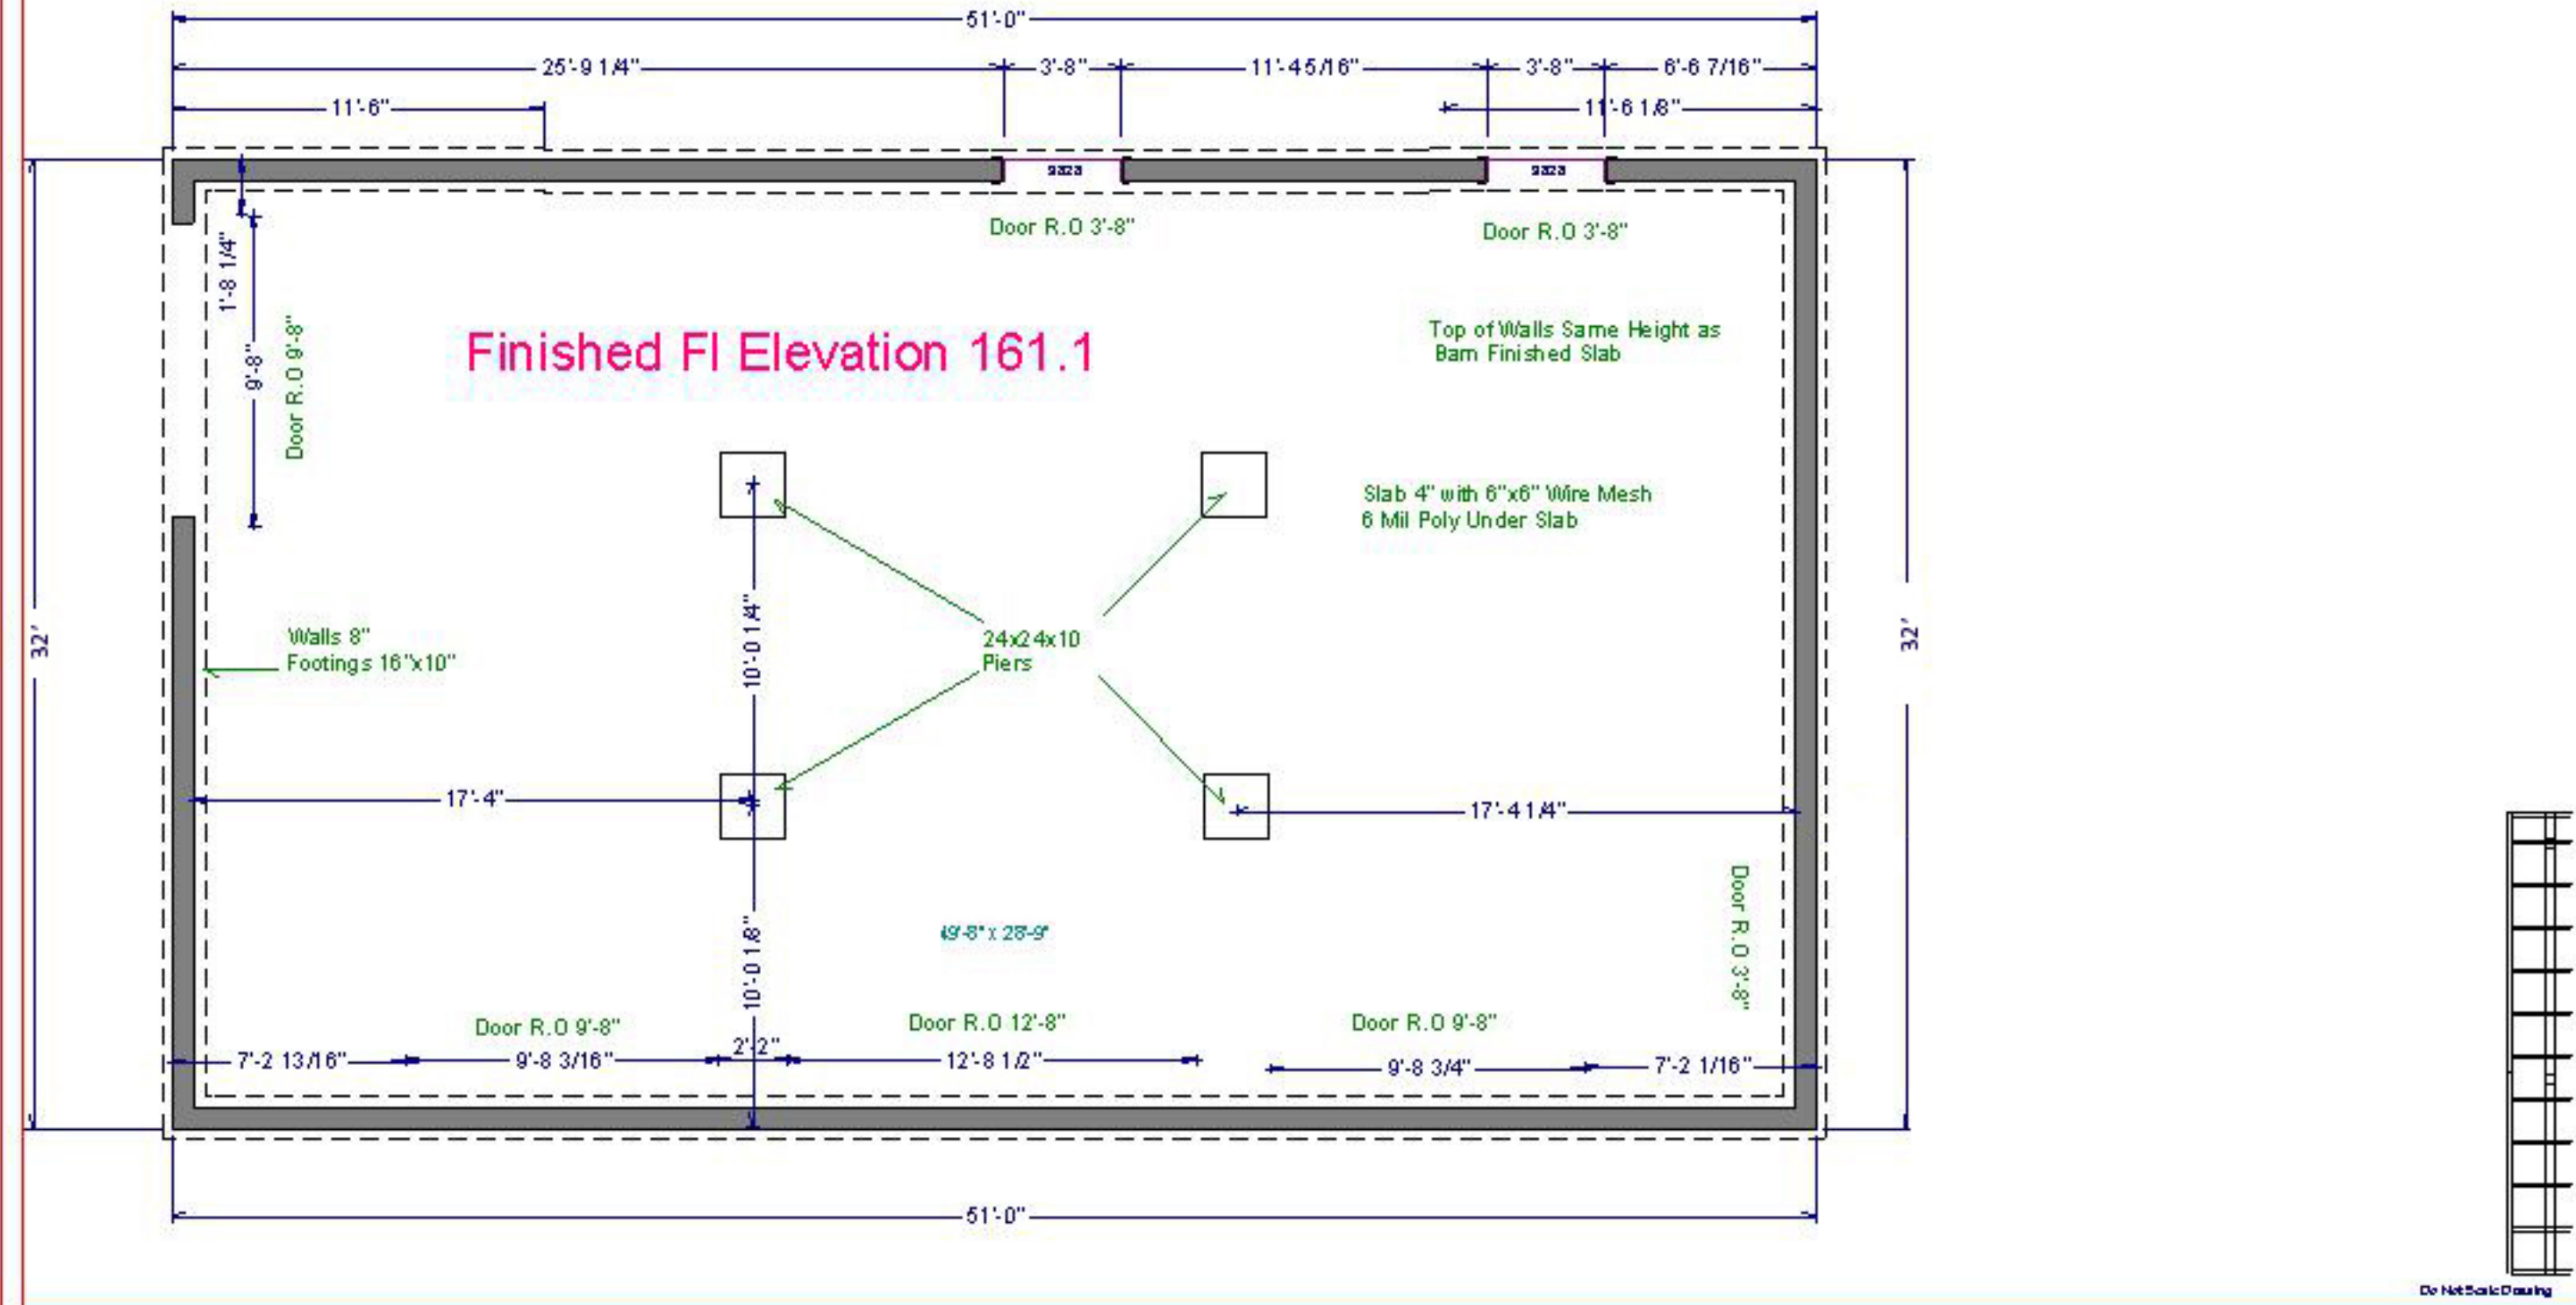 51'-0"
25'-9 1/4"
3'-8"
11'-4 5/16"
3'-8"
6'-6 7/16"
11'-6"
11'-6 1/8"
Door R.O 3'-8"
Door R.O 3'-8"
1'-8 1/4"
9'-8"
Door R.O 9'-8"
Finished Fl Elevation 161.1
Top of Walls Same Height as
Barn Finished Slab
Slab 4" with 6"x6" Wire Mesh
6 Mil Poly Under Slab
32'
Walls 8"
Footings 16"x10"
10'-0 1/4"
24x24x10
Piers
32'
17'-4"
17'-4 1/4"
Door R.O 3'-8"
10'-0 1/8"
49'-8" x 28'-9"
Door R.O 9'-8"
Door R.O 12'-8"
Door R.O 9'-8"
7'-2 13/16"
9'-8 3/16"
2'-2"
12'-8 1/2"
9'-8 3/4"
7'-2 1/16"
51'-0"
Do Not Scale Drawing